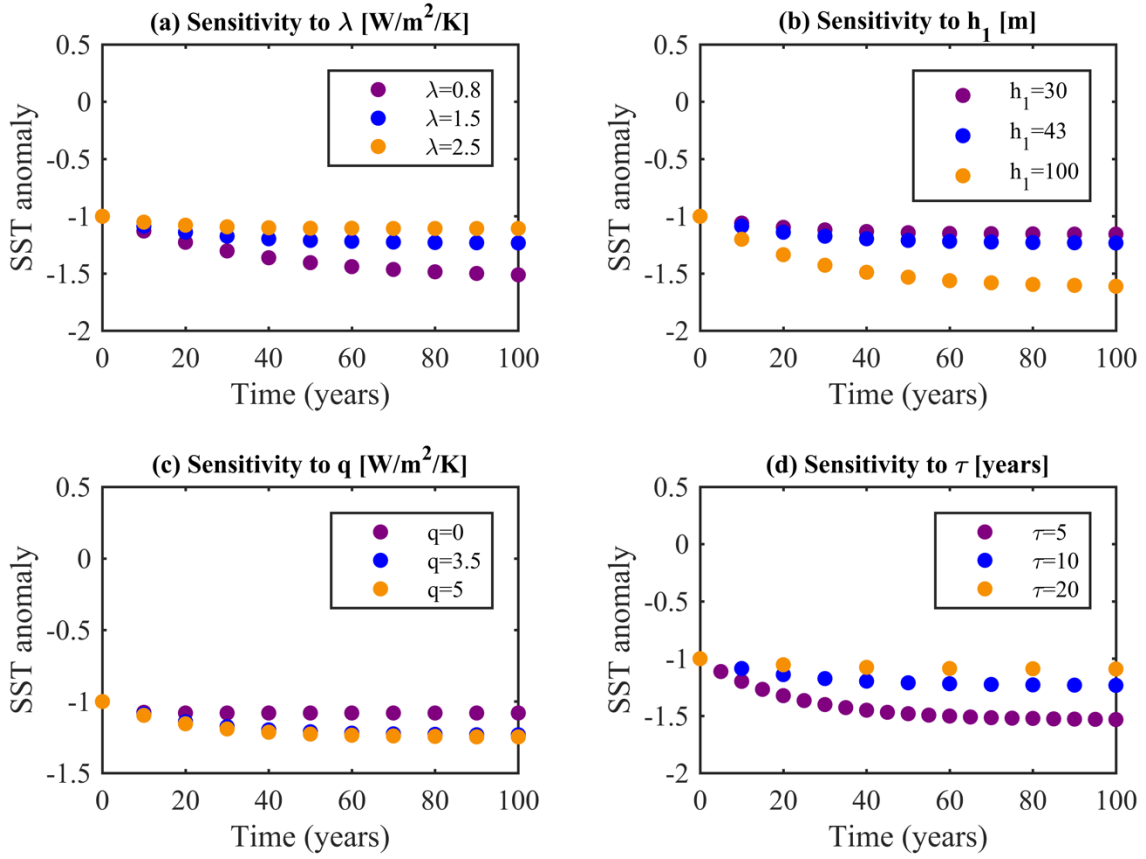 (a) Sensitivity to λ [W/m²/K]
0.5
0
-0.5
-1
-1.5
-2
SST anomaly
λ=0.8
λ=1.5
λ=2.5
0 20 40 60 80 100
Time (years)
(b) Sensitivity to h₁ [m]
0.5
0
-0.5
-1
-1.5
-2
SST anomaly
h₁=30
h₁=43
h₁=100
0 20 40 60 80 100
Time (years)
(c) Sensitivity to q [W/m²/K]
0.5
0
-0.5
-1
-1.5
SST anomaly
q=0
q=3.5
q=5
0 20 40 60 80 100
Time (years)
(d) Sensitivity to τ [years]
0.5
0
-0.5
-1
-1.5
-2
SST anomaly
τ=5
τ=10
τ=20
0 20 40 60 80 100
Time (years)